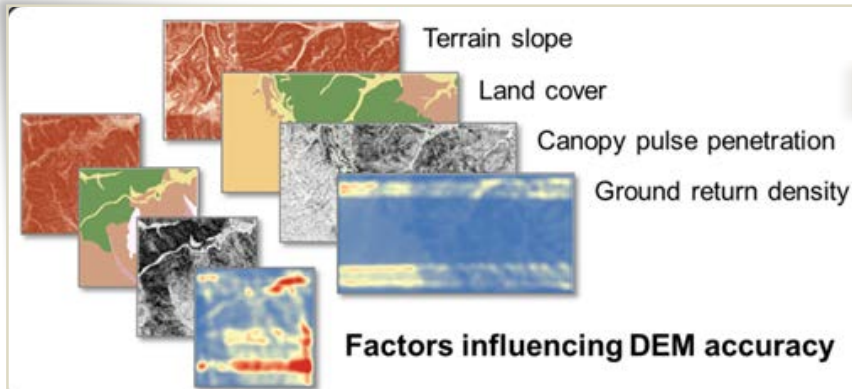 Terrain slope
Land cover
Canopy pulse penetration
Ground return density
Factors influencing DEM accuracy